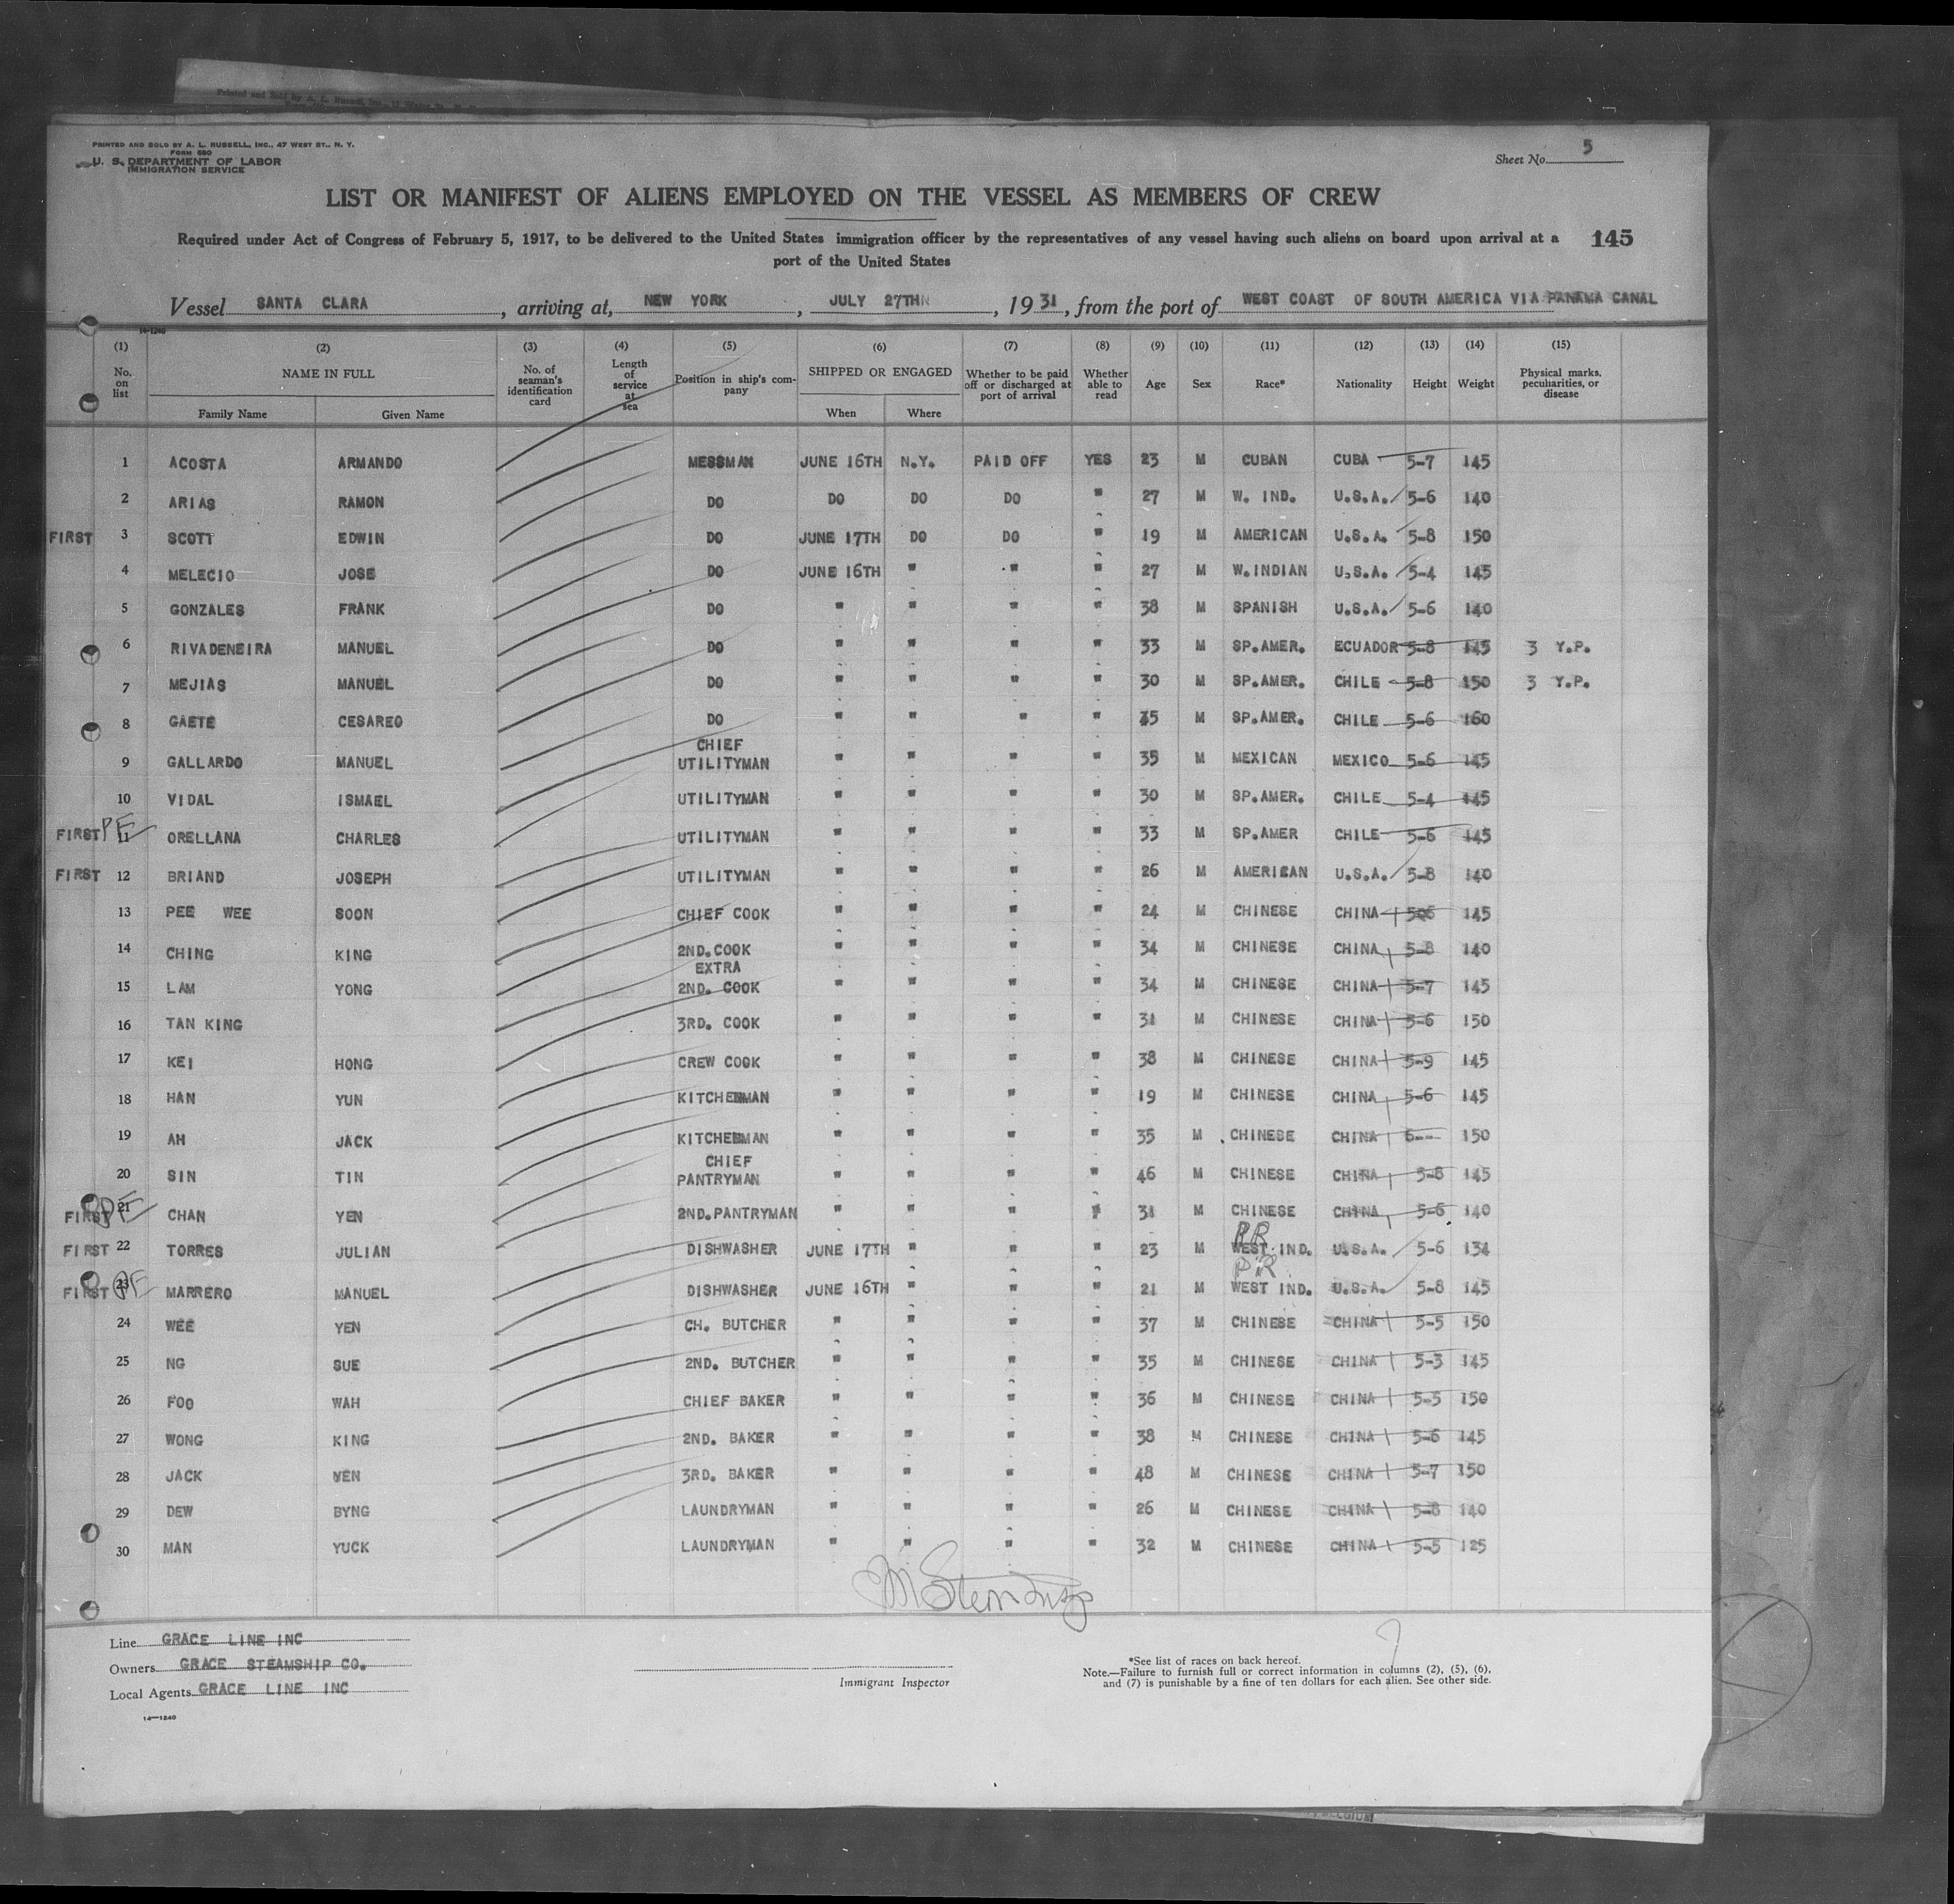 PRINTED AND SOLD BY A. L. RUSSELL, INC., 47 WEST ST., N. Y.
FORM 680
U. S. DEPARTMENT OF LABOR
IMMIGRATION SERVICE
Sheet No. 5
LIST OR MANIFEST OF ALIENS EMPLOYED ON THE VESSEL AS MEMBERS OF CREW
Required under Act of Congress of February 5, 1917, to be delivered to the United States immigration officer by the representatives of any vessel having such aliens on board upon arrival at a
port of the United States
145
Vessel SANTA CLARA, arriving at, NEW YORK, JULY 27TH, 19 31, from the port of WEST COAST OF SOUTH AMERICA VIA PANAMA CANAL
14-1240
(1) (2) (3) (4) (5) (6) (7) (8) (9) (10) (11) (12) (13) (14) (15)
No. on list NAME IN FULL Family Name Given Name No. of seaman's identification card Length of service at sea Position in ship's company SHIPPED OR ENGAGED When Where Whether to be paid off or discharged at port of arrival Whether able to read Age Sex Race* Nationality Height Weight Physical marks, peculiarities, or disease
1 ACOSTA ARMANDO MESSMAN JUNE 16TH N.Y. PAID OFF YES 23 M CUBAN CUBA 5-7 145
2 ARIAS RAMON DO DO DO DO " 27 M W. IND. U.S.A. 5-6 140
FIRST 3 SCOTT EDWIN DO JUNE 17TH DO DO " 19 M AMERICAN U.S.A. 5-8 150
4 MELECIO JOSE DO JUNE 16TH " " " 27 M W.INDIAN U.S.A. 5-4 145
5 GONZALES FRANK DO " " " " 38 M SPANISH U.S.A. 5-6 140
6 RIVADENEIRA MANUEL DO " " " " 33 M SP.AMER. ECUADOR 5-8 145 3 Y.P.
7 MEJIAS MANUEL DO " " " " 30 M SP.AMER. CHILE 5-8 150 3 Y.P.
8 GAETE CESAREO DO " " " " 45 M SP.AMER. CHILE 5-6 160
9 GALLARDO MANUEL CHIEF UTILITYMAN " " " " 35 M MEXICAN MEXICO 5-6 145
10 VIDAL ISMAEL UTILITYMAN " " " " 30 M SP.AMER. CHILE 5-4 145
FIRST PE 11 ORELLANA CHARLES UTILITYMAN " " " " 33 M SP.AMER CHILE 5-6 145
FIRST 12 BRIAND JOSEPH UTILITYMAN " " " " 26 M AMERICAN U.S.A. 5-8 140
13 PEE WEE SOON CHIEF COOK " " " " 24 M CHINESE CHINA 5-6 145
14 CHING KING 2ND.COOK " " " " 34 M CHINESE CHINA 5-8 140
15 LAM YONG EXTRA 2ND. COOK " " " " 34 M CHINESE CHINA 5-7 145
16 TAN KING 3RD. COOK " " " " 31 M CHINESE CHINA 5-6 150
17 KEI HONG CREW COOK " " " " 38 M CHINESE CHINA 5-9 145
18 HAN YUN KITCHENMAN " " " " 19 M CHINESE CHINA 5-6 145
19 AH JACK KITCHENMAN " " " " 35 M CHINESE CHINA 6-- 150
20 SIN TIN CHIEF PANTRYMAN " " " " 46 M CHINESE CHINA 5-8 145
FIRST PE 21 CHAN YEN 2ND.PANTRYMAN " " " " 31 M CHINESE CHINA 5-6 140
FIRST 22 TORRES JULIAN DISHWASHER JUNE 17TH " " " 23 M WEST IND. PR U.S.A. 5-6 134
FIRST PE 23 MARRERO MANUEL DISHWASHER JUNE 16TH " " " 21 M WEST IND. PR U.S.A. 5-8 145
24 WEE YEN CH. BUTCHER " " " " 37 M CHINESE CHINA 5-5 150
25 NG SUE 2ND. BUTCHER " " " " 35 M CHINESE CHINA 5-3 145
26 FOO WAH CHIEF BAKER " " " " 36 M CHINESE CHINA 5-5 150
27 WONG KING 2ND. BAKER " " " " 38 M CHINESE CHINA 5-6 145
28 JACK YEN 3RD. BAKER " " " " 48 M CHINESE CHINA 5-7 150
29 DEW BYNG LAUNDRYMAN " " " " 26 M CHINESE CHINA 5-8 140
30 MAN YUCK LAUNDRYMAN " " " " 32 M CHINESE CHINA 5-5 125
M Stern Insp
Line GRACE LINE INC
Owners GRACE STEAMSHIP CO.
Local Agents GRACE LINE INC
14-1240
Immigrant Inspector
*See list of races on back hereof.
Note.—Failure to furnish full or correct information in columns (2), (5), (6),
and (7) is punishable by a fine of ten dollars for each alien. See other side.